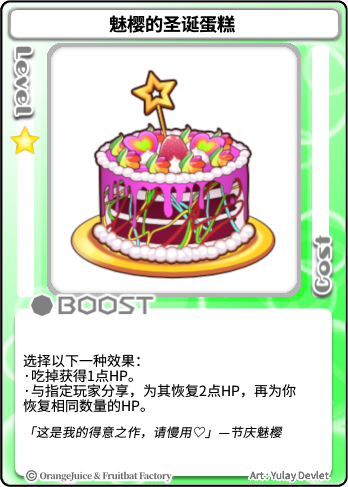 魅樱的圣诞蛋糕
Level
Cost
BOOST
选择以下一种效果：
·吃掉获得1点HP。
·与指定玩家分享，为其恢复2点HP，再为你
恢复相同数量的HP。
「这是我的得意之作，请慢用♡」—节庆魅樱
© OrangeJuice & Fruitbat Factory
Art: Yulay Devlet